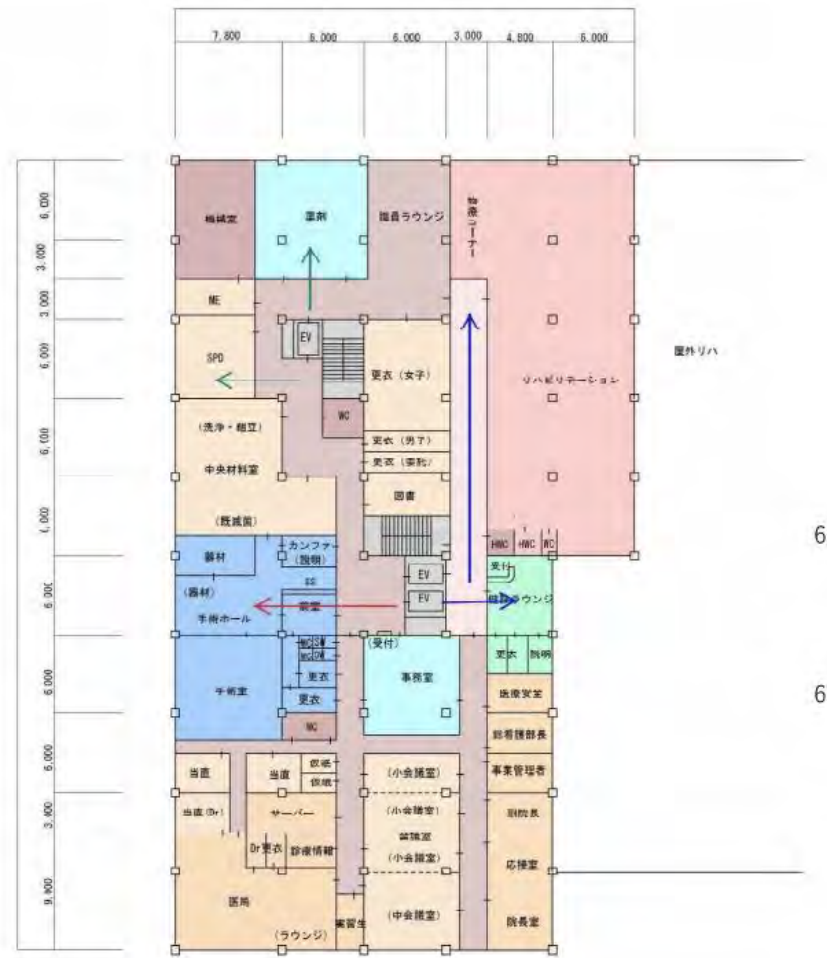 7,800 6,000 6,000 3,000 4,800 6,000
6,000
3,000
6,000
6,000
6,000
6,000
9,000
機械室
薬剤
職員ラウンジ
物療コーナー
ME
SPD
EV
更衣(女子)
リハビリテーション
屋外リハ
WC
(洗浄・組立)
中央材料室
(既滅菌)
更衣(男子)
更衣(委託)
図書
HWC HWC WC
器材
カンファ
(説明)
(器材)
手術ホール
前室
EV
EV
受付
ラウンジ
(受付)
更衣 説明
事務室
手術室
更衣
更衣
WC
医療安全
総看護部長
事業管理者
当直
当直
仮眠
仮眠
(小会議室)
当直(Dr)
サーバー
(小会議室)
会議室
(小会議室)
副院長
Dr更衣
診療情報
応接室
医局
(ラウンジ)
実習生
(中会議室)
院長室
6
6